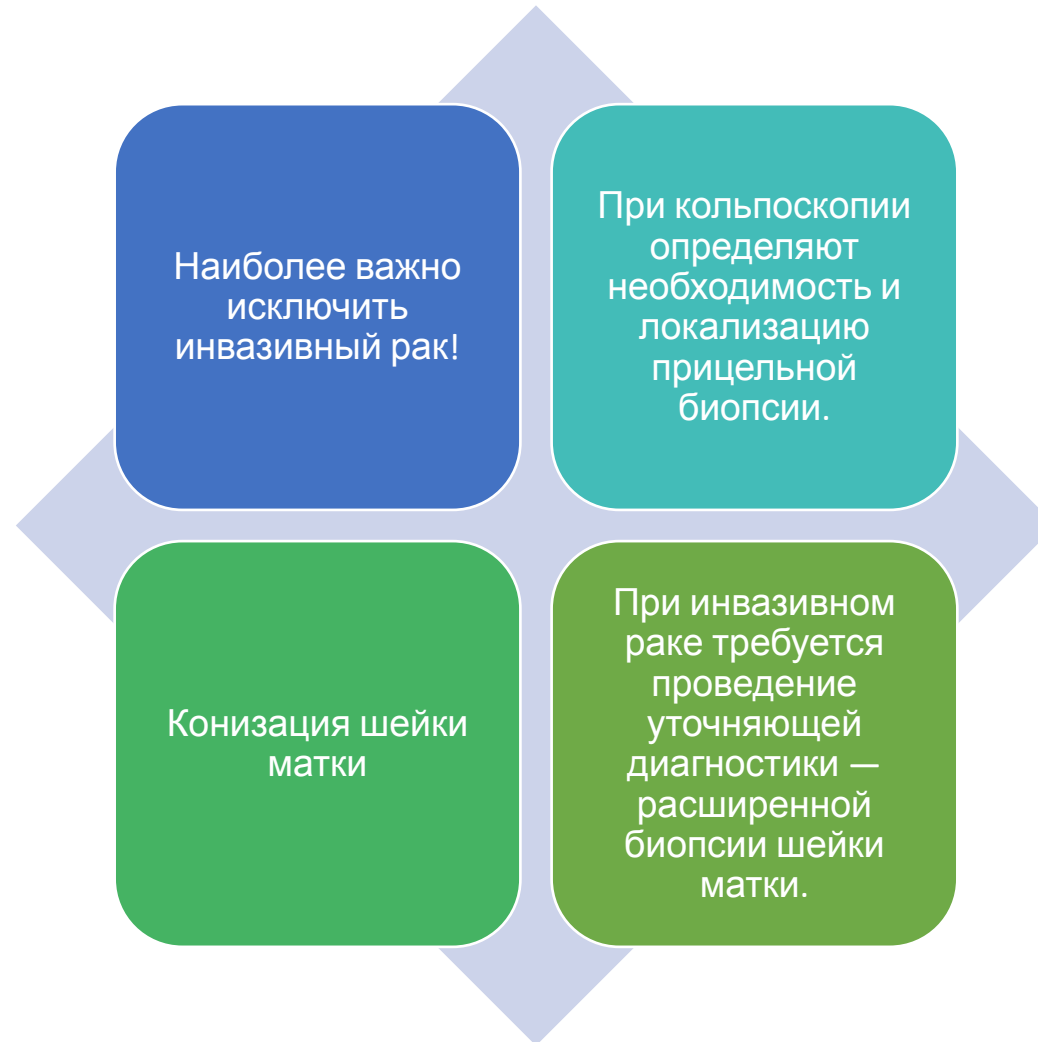 Наиболее важно
исключить
инвазивный рак!
При кольпоскопии
определяют
необходимость и
локализацию
прицельной
биопсии.
Конизация шейки
матки
При инвазивном
раке требуется
проведение
уточняющей
диагностики —
расширенной
биопсии шейки
матки.